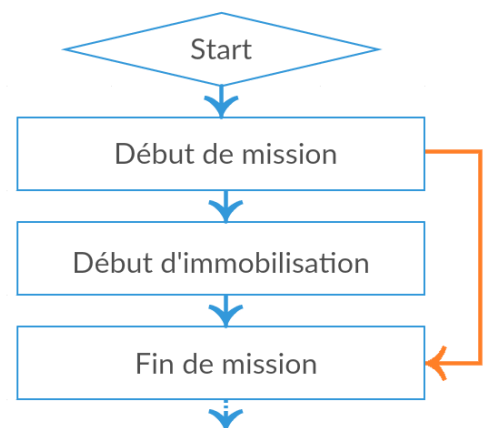 Start
Début de mission
Début d'immobilisation
Fin de mission